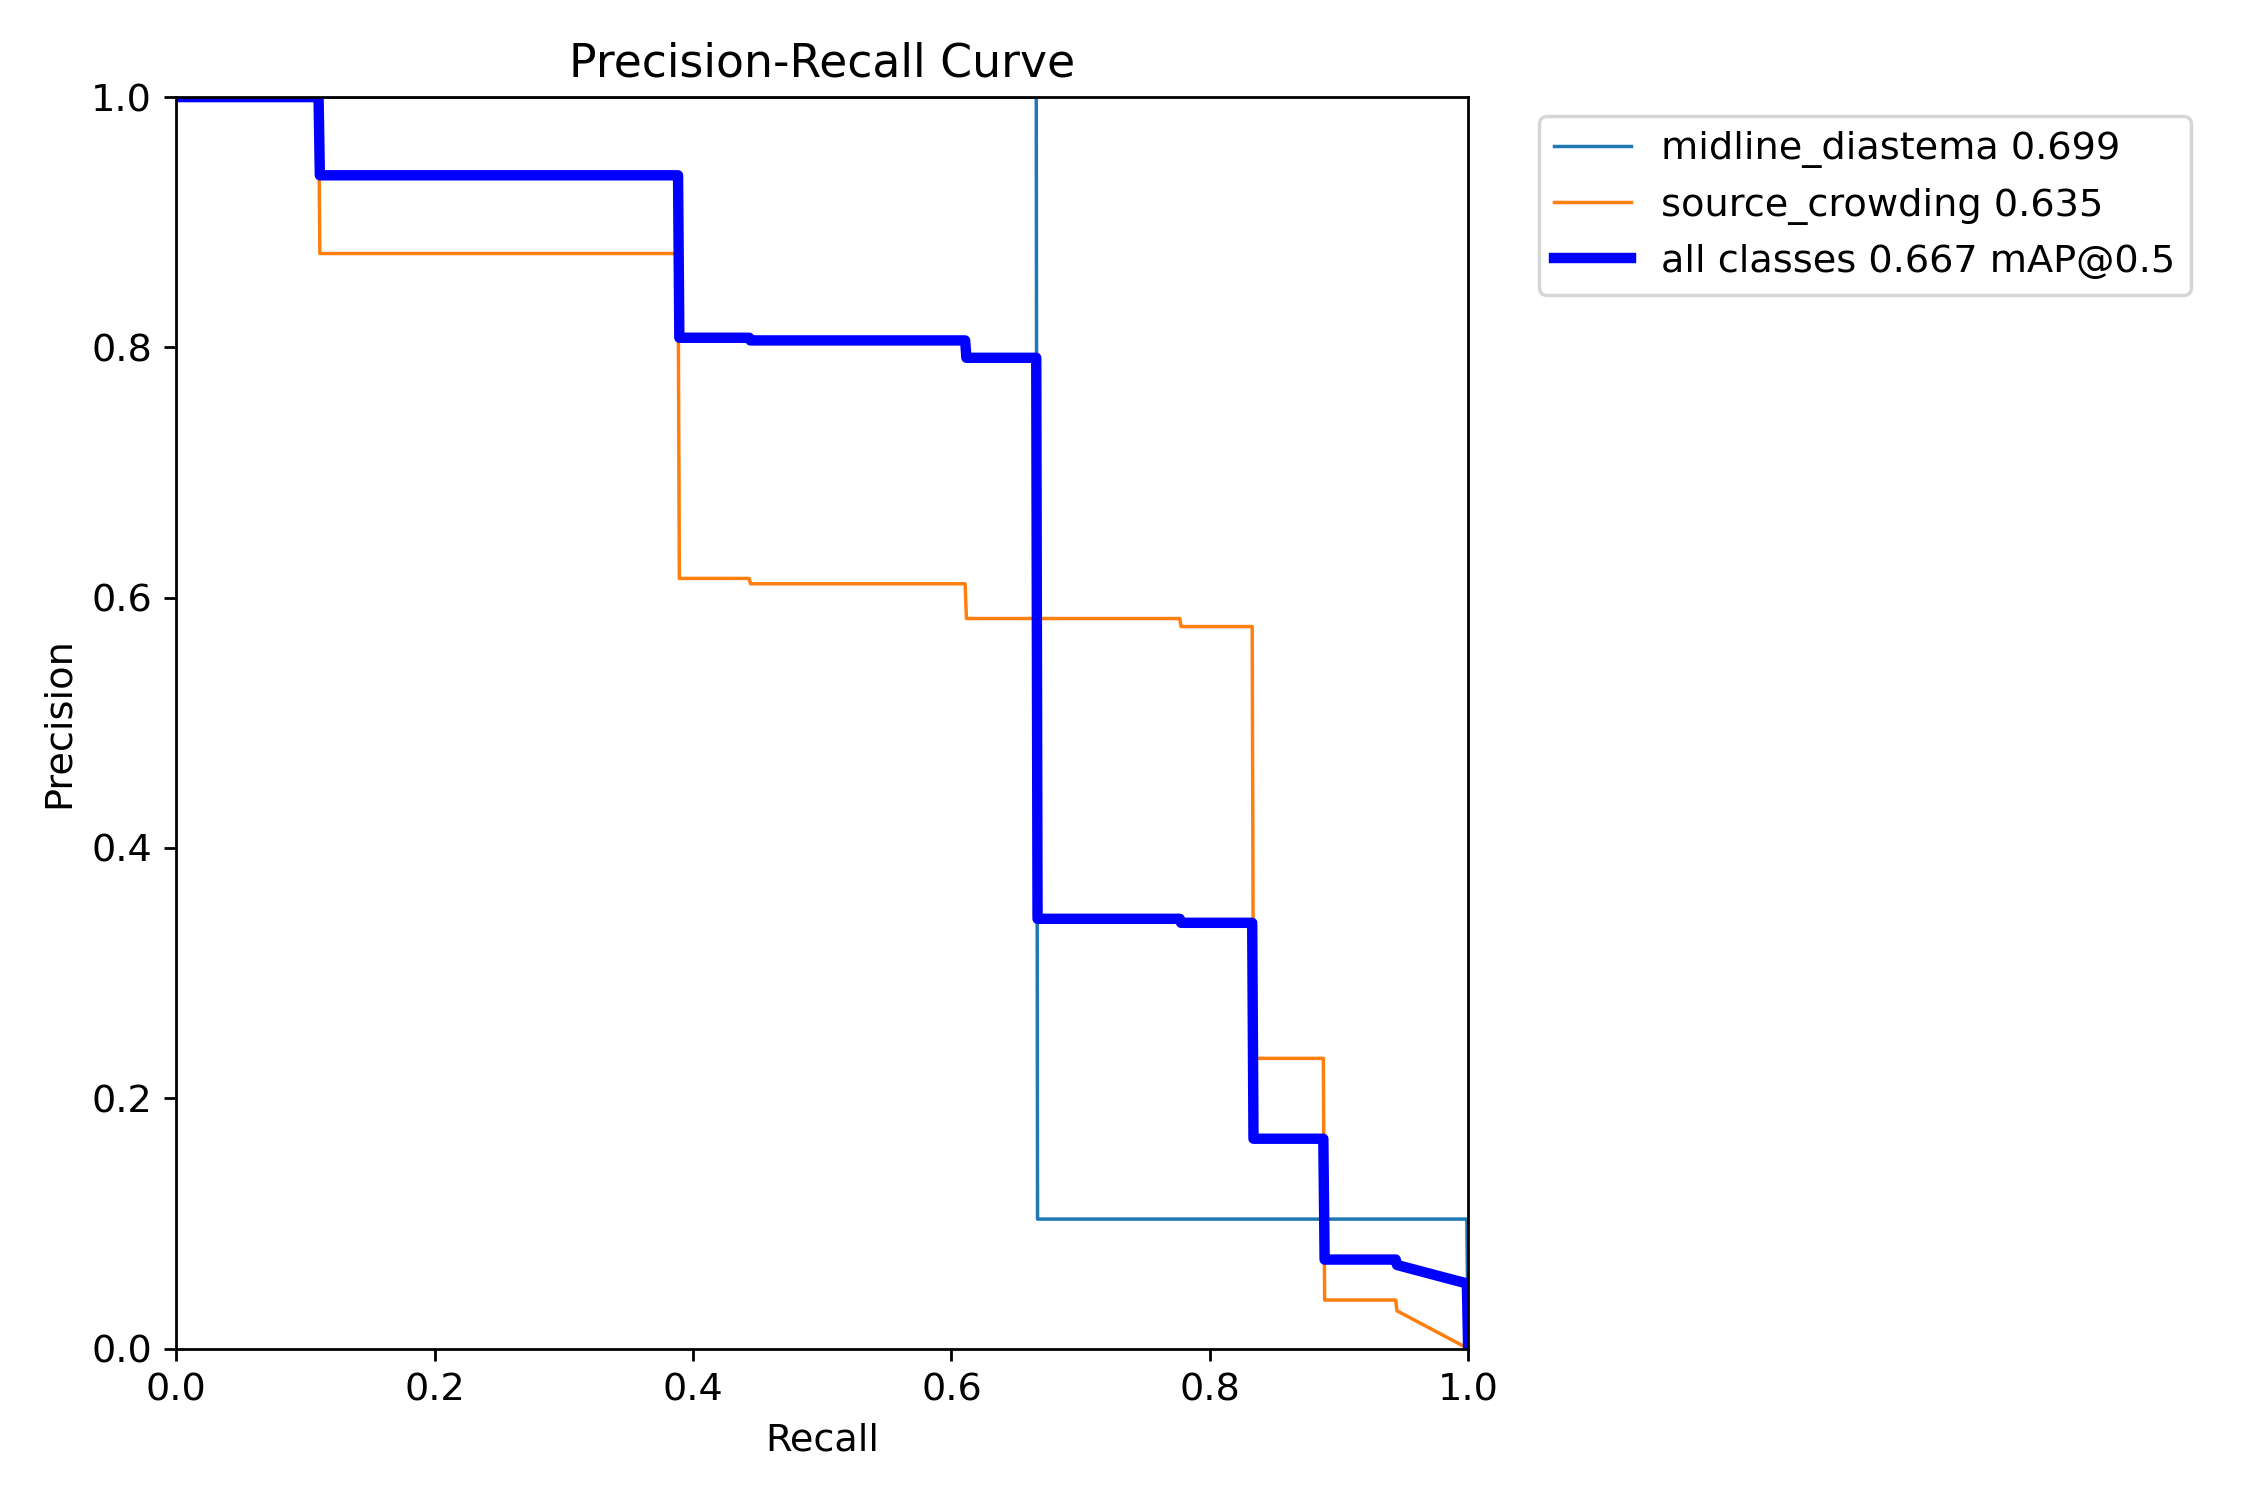 Precision-Recall Curve
1.0
0.8
0.6
0.4
0.2
0.0
Precision
0.0 0.2 0.4 0.6 0.8 1.0
Recall
midline_diastema 0.699
source_crowding 0.635
all classes 0.667 mAP@0.5